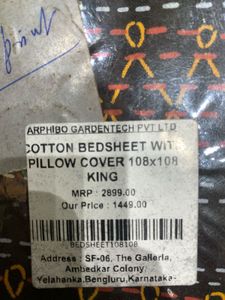 ARPHIBO GARDENTECH PVT LTD
COTTON BEDSHEET WITH
PILLOW COVER 108x108
KING
MRP : 2899.00
Our Price : 1449.00
BEDSHEET108108
Address : SF-06, The Galleria,
Ambedkar Colony,
Yelahanka,Bengluru,Karnataka-